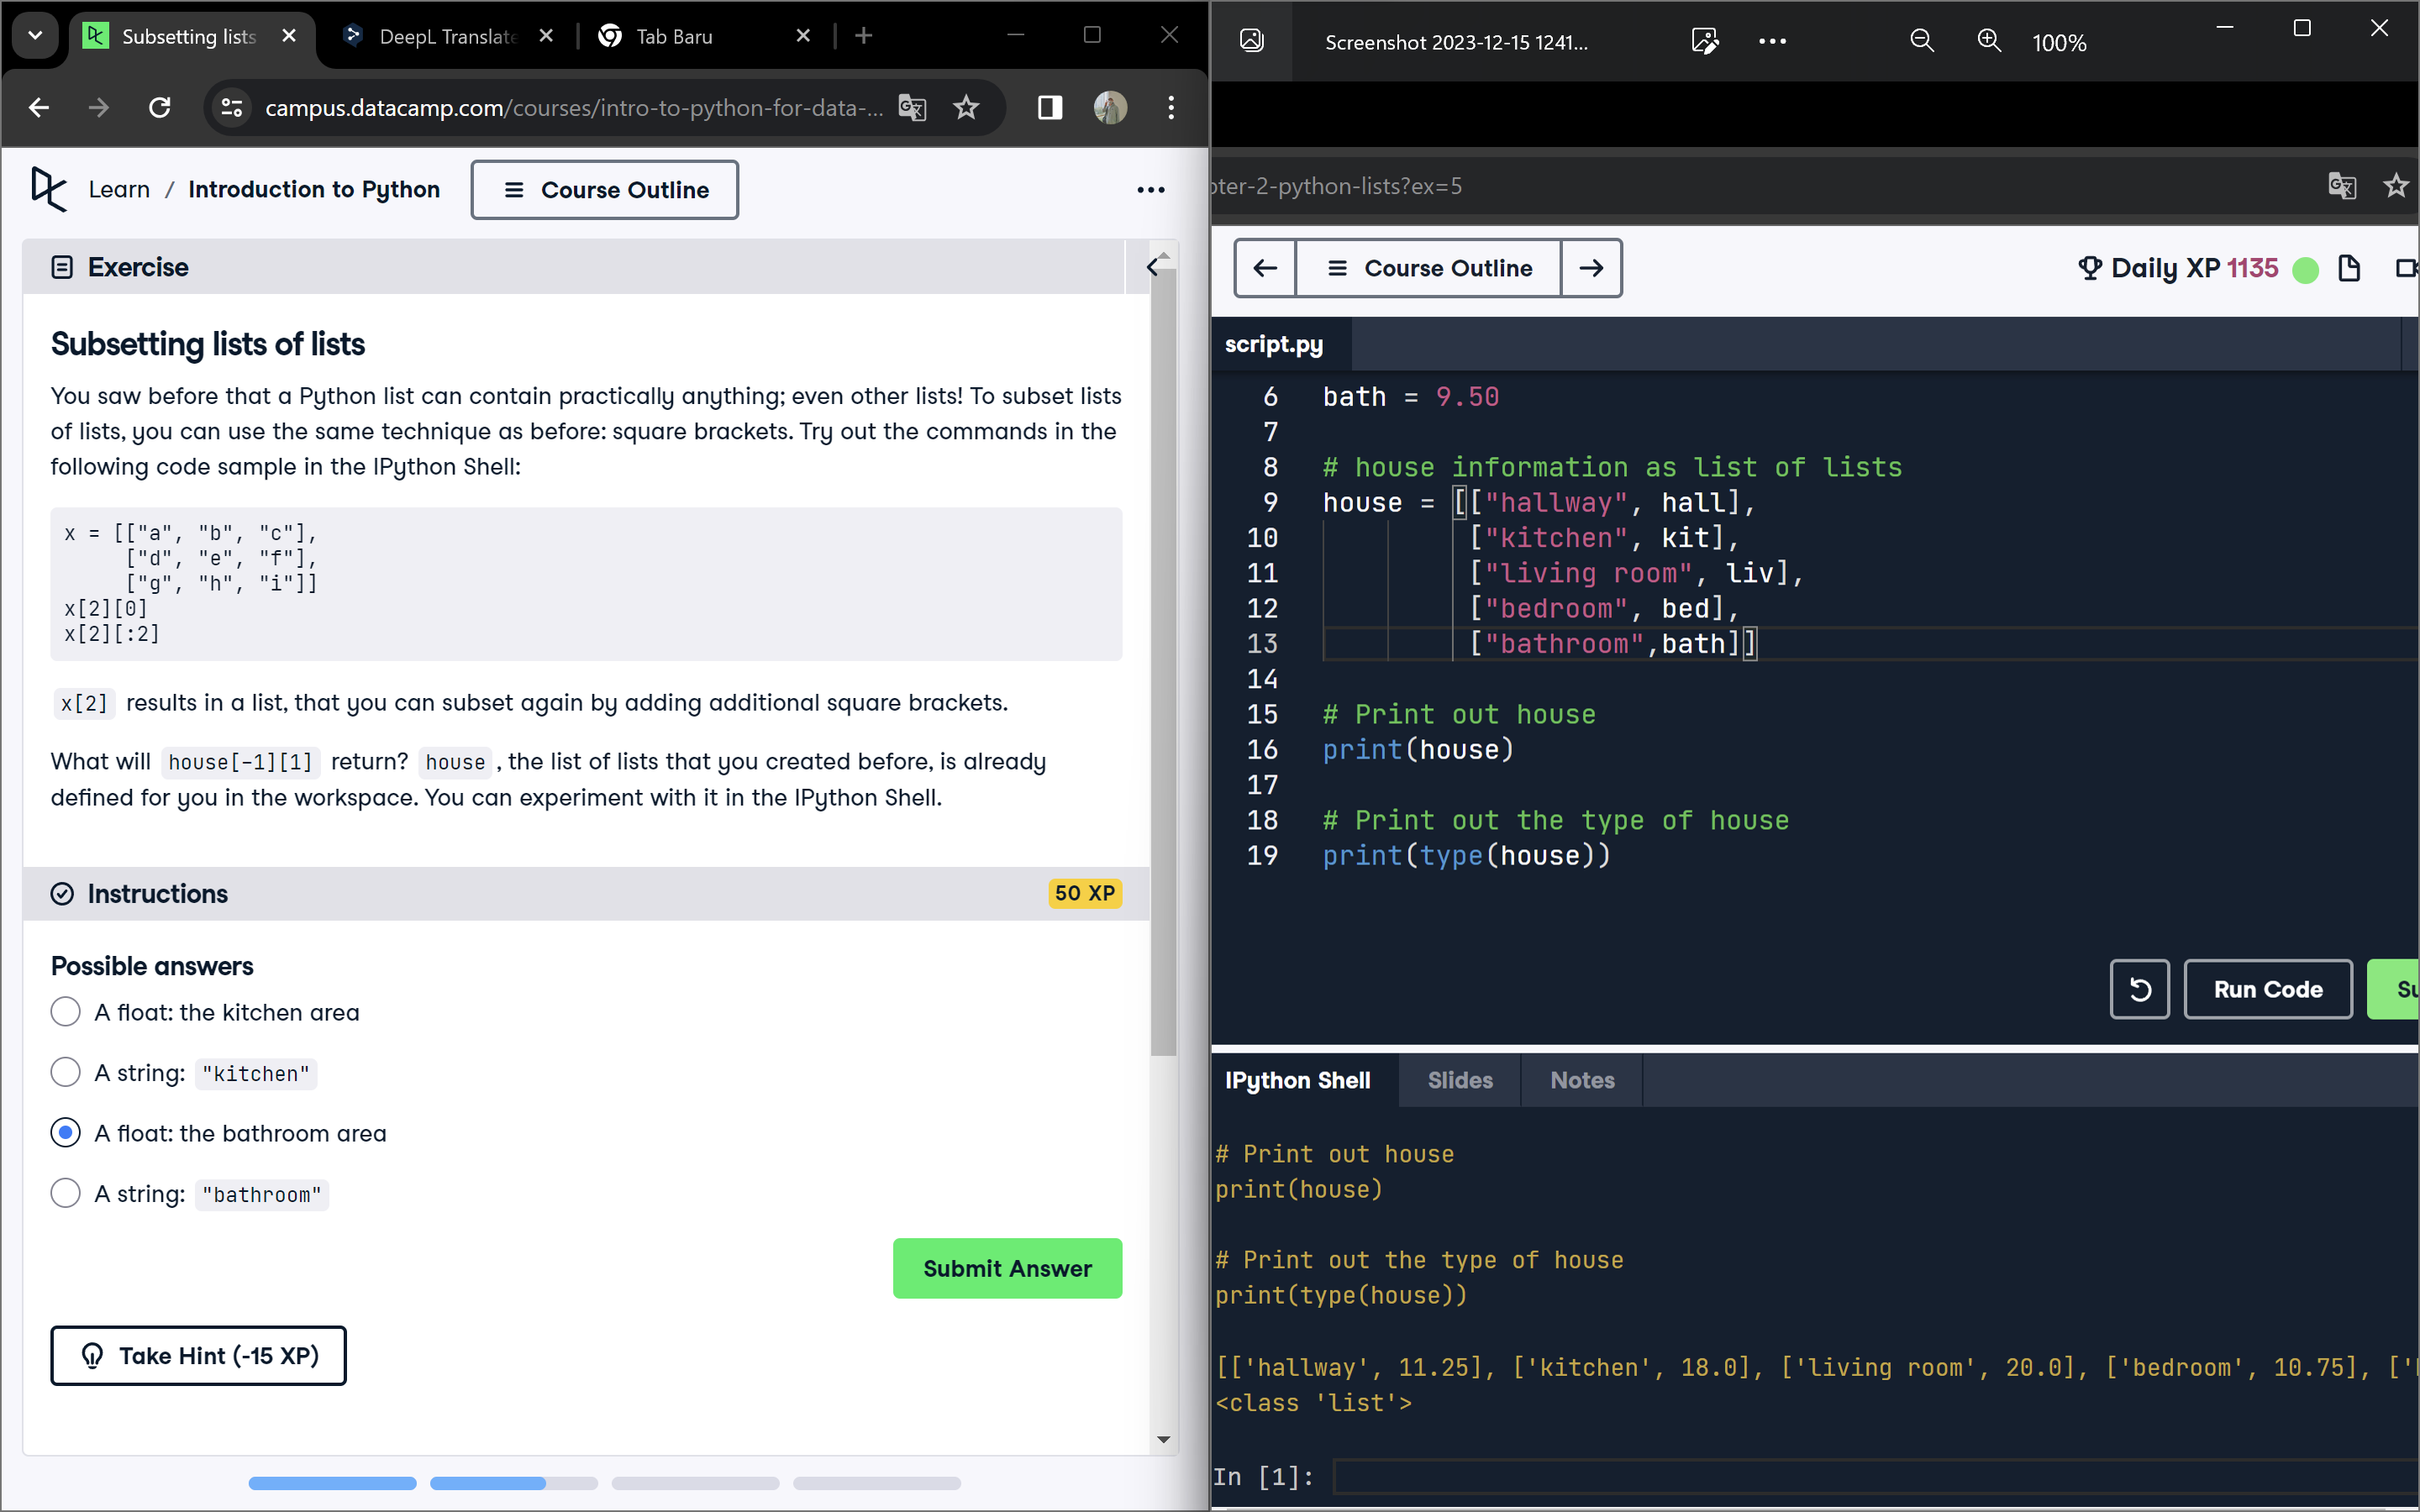 Subsetting lists
DeepL Translate
Tab Baru
campus.datacamp.com/courses/intro-to-python-for-data-...
Learn / Introduction to Python
Course Outline
Exercise
Subsetting lists of lists
You saw before that a Python list can contain practically anything; even other lists! To subset lists
of lists, you can use the same technique as before: square brackets. Try out the commands in the
following code sample in the IPython Shell:
x = [["a", "b", "c"],
["d", "e", "f"],
["g", "h", "i"]]
x[2][0]
x[2][:2]
x[2] results in a list, that you can subset again by adding additional square brackets.
What will house[-1][1] return? house , the list of lists that you created before, is already
defined for you in the workspace. You can experiment with it in the IPython Shell.
Instructions
50 XP
Possible answers
A float: the kitchen area
A string: "kitchen"
A float: the bathroom area
A string: "bathroom"
Submit Answer
Take Hint (-15 XP)
Screenshot 2023-12-15 1241...
100%
pter-2-python-lists?ex=5
Course Outline
Daily XP 1135
script.py
6 bath = 9.50
7
8 # house information as list of lists
9 house = [["hallway", hall],
10 ["kitchen", kit],
11 ["living room", liv],
12 ["bedroom", bed],
13 ["bathroom",bath]]
14
15 # Print out house
16 print(house)
17
18 # Print out the type of house
19 print(type(house))
Run Code
Su
IPython Shell
Slides
Notes
# Print out house
print(house)
# Print out the type of house
print(type(house))
[['hallway', 11.25], ['kitchen', 18.0], ['living room', 20.0], ['bedroom', 10.75], ['
<class 'list'>
In [1]: